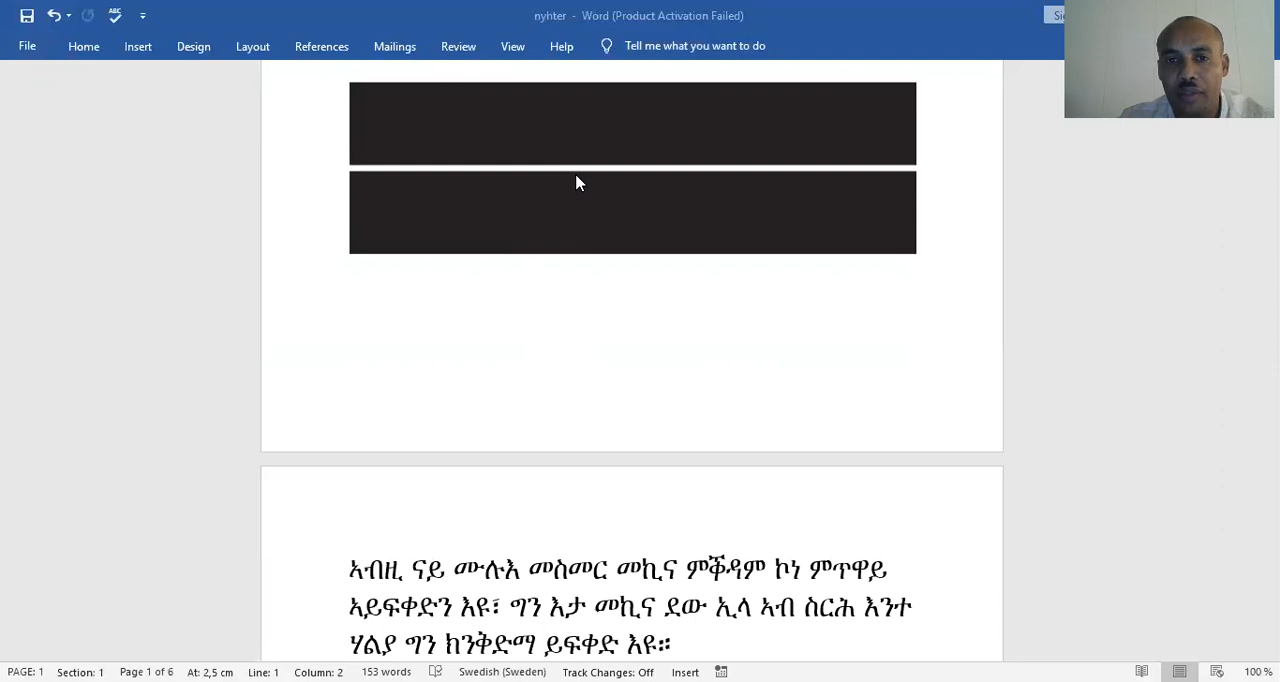 nyhter - Word (Product Activation Failed)
File Home Insert Design Layout References Mailings Review View Help Tell me what you want to do
ኣብዚ ናይ ሙሉእ መስመር መኪና ምቕዳም ኮነ ምጥዋይ
ኣይፍቀድን እዩ፣ ግን እታ መኪና ደው ኢላ ኣብ ስርሕ እንተ
ሃልያ ግን ክንቅድማ ይፍቀድ እዩ።
PAGE: 1 Section: 1 Page 1 of 6 At: 2,5 cm Line: 1 Column: 2 153 words Swedish (Sweden) Track Changes: Off Insert 100 %